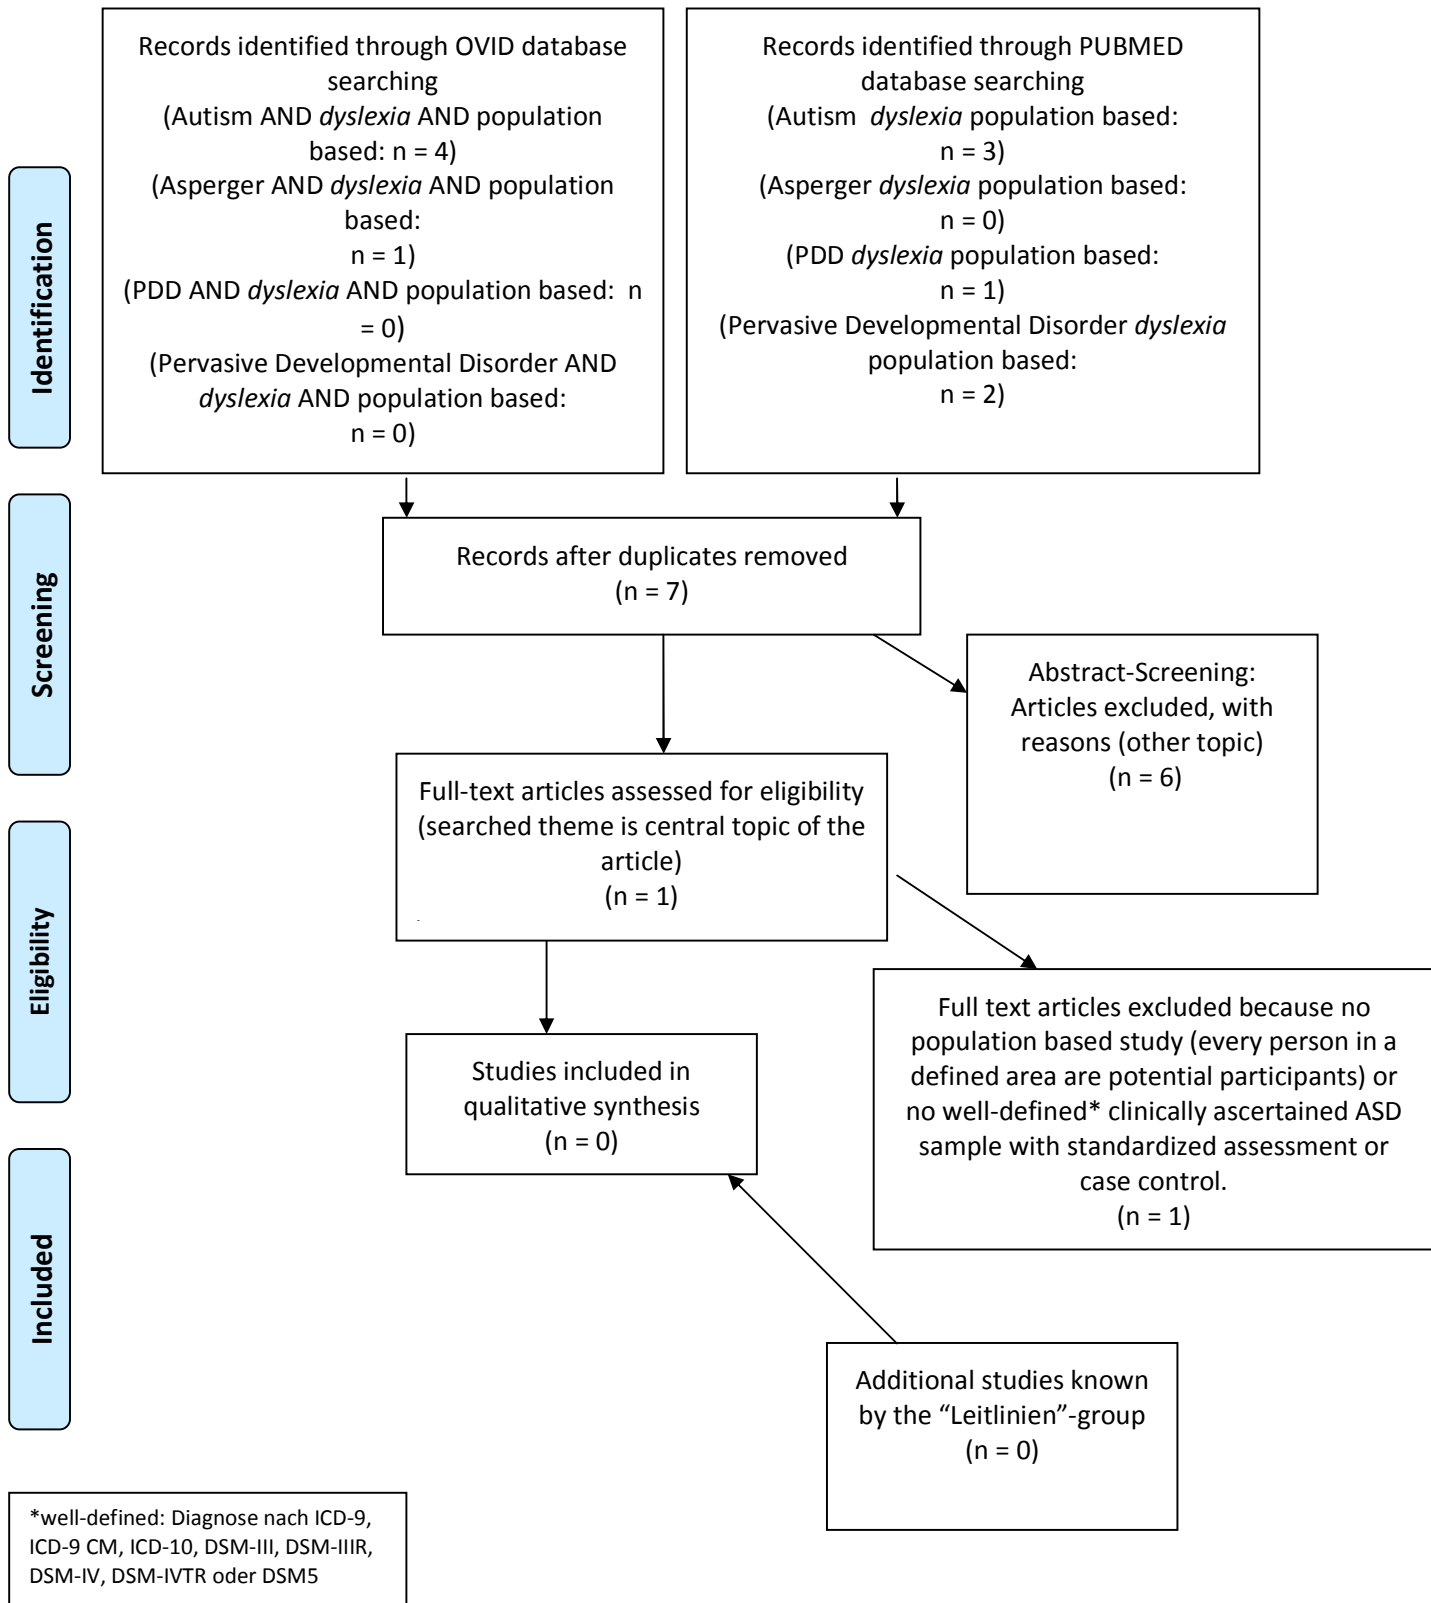 Records identified through OVID database
searching
(Autism AND dyslexia AND population
based: n = 4)
(Asperger AND dyslexia AND population
based:
n = 1)
(PDD AND dyslexia AND population based:  n
= 0)
(Pervasive Developmental Disorder AND
dyslexia AND population based:
n = 0)
Records identified through PUBMED
database searching
(Autism  dyslexia population based:
n = 3)
(Asperger dyslexia population based:
n = 0)
(PDD dyslexia population based:
n = 1)
(Pervasive Developmental Disorder dyslexia
population based:
n = 2)
Identification
Records after duplicates removed
(n = 7)
Screening
Abstract-Screening:
Articles excluded, with
reasons (other topic)
(n = 6)
Full-text articles assessed for eligibility
(searched theme is central topic of the
article)
(n = 1)
Eligibility
Full text articles excluded because no
population based study (every person in a
defined area are potential participants) or
no well-defined* clinically ascertained ASD
sample with standardized assessment or
case control.
(n = 1)
Studies included in
qualitative synthesis
(n = 0)
Included
Additional studies known
by the “Leitlinien”-group
(n = 0)
*well-defined: Diagnose nach ICD-9,
ICD-9 CM, ICD-10, DSM-III, DSM-IIIR,
DSM-IV, DSM-IVTR oder DSM5